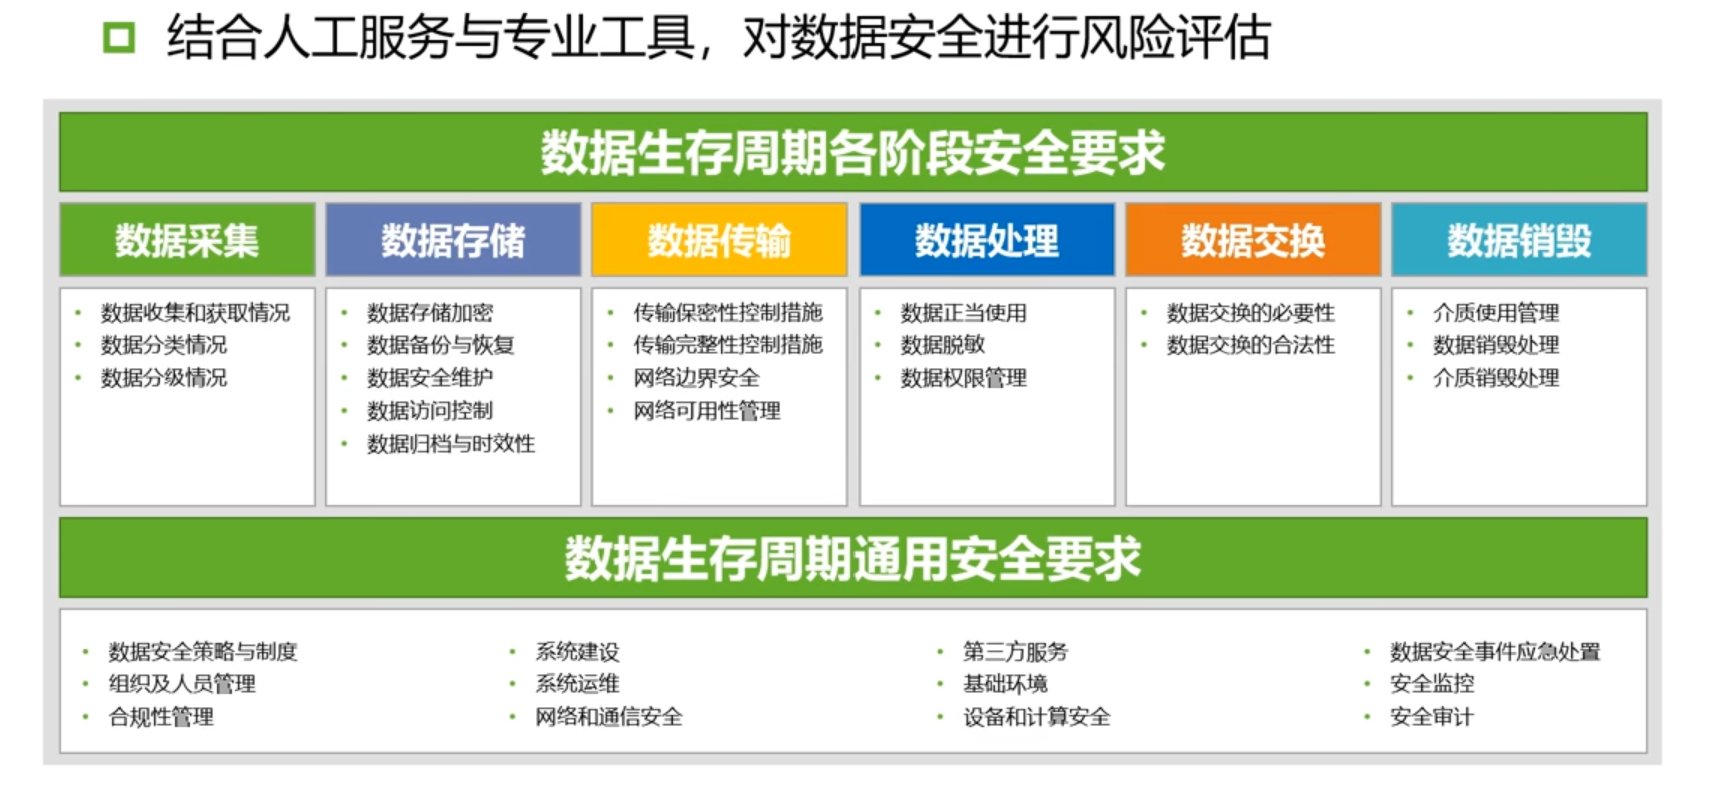 结合人工服务与专业工具，对数据安全进行风险评估
数据生存周期各阶段安全要求
数据采集
数据收集和获取情况
数据分类情况
数据分级情况
数据存储
数据存储加密
数据备份与恢复
数据安全维护
数据访问控制
数据归档与时效性
数据传输
传输保密性控制措施
传输完整性控制措施
网络边界安全
网络可用性管理
数据处理
数据正当使用
数据脱敏
数据权限管理
数据交换
数据交换的必要性
数据交换的合法性
数据销毁
介质使用管理
数据销毁处理
介质销毁处理
数据生存周期通用安全要求
数据安全策略与制度
组织及人员管理
合规性管理
系统建设
系统运维
网络和通信安全
第三方服务
基础环境
设备和计算安全
数据安全事件应急处置
安全监控
安全审计